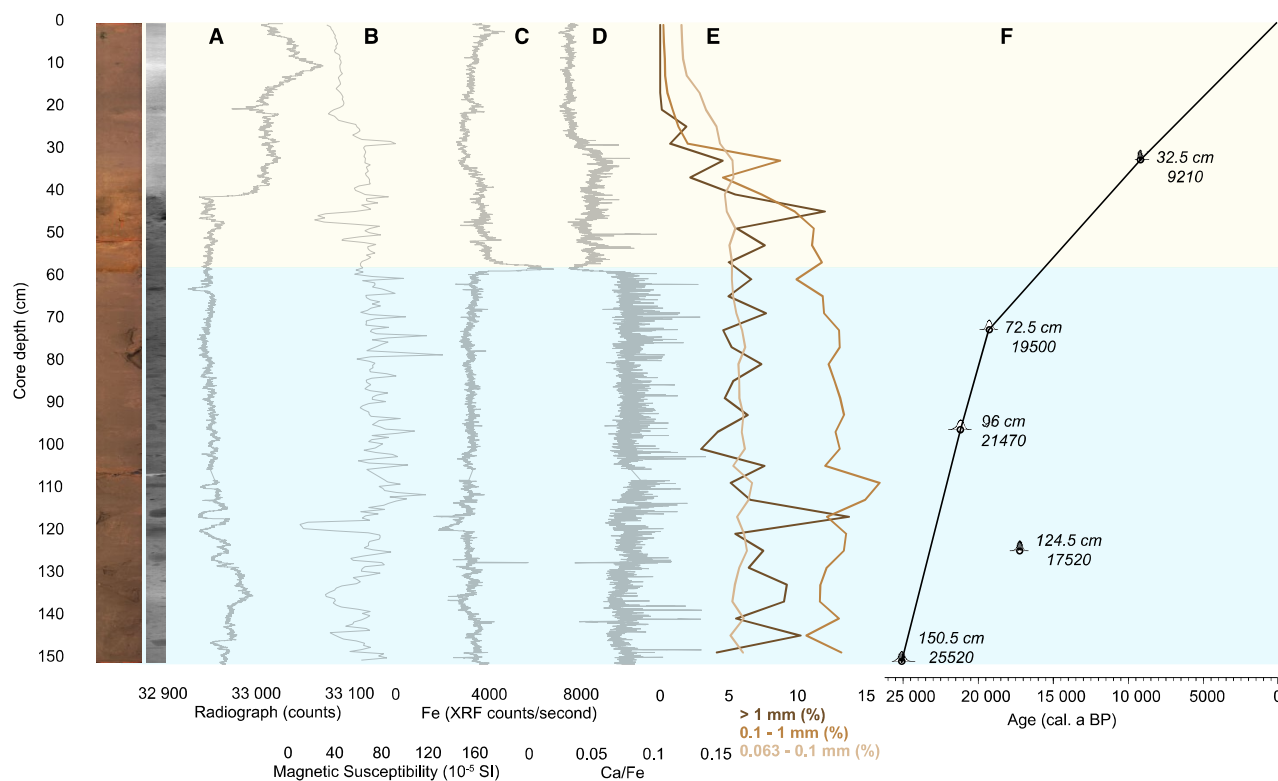 A B C D E F
0
10
20
30
40
50
60
70
80
90
100
110
120
130
140
150
Core depth (cm)
32.5 cm
9210
72.5 cm
19500
96 cm
21470
124.5 cm
17520
150.5 cm
25520
32 900 33 000 33 100
Radiograph (counts)
0 4000 8000
Fe (XRF counts/second)
0 5 10 15
> 1 mm (%)
0.1 - 1 mm (%)
0.063 - 0.1 mm (%)
25 000 20 000 15 000 10 000 5000 0
Age (cal. a BP)
0 40 80 120 160
Magnetic Susceptibility (10⁻⁵ SI)
0 0.05 0.1 0.15
Ca/Fe